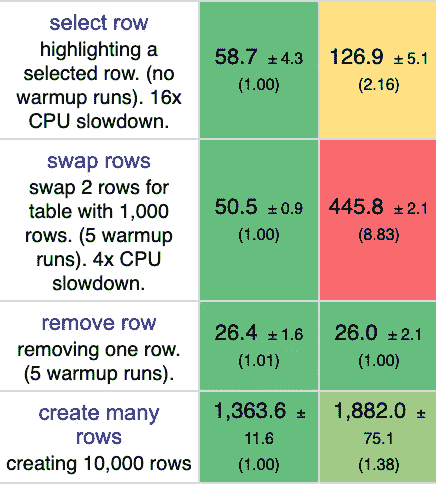 select row
highlighting a
selected row. (no
warmup runs). 16x
CPU slowdown.
58.7 ± 4.3
(1.00)
126.9 ± 5.1
(2.16)
swap rows
swap 2 rows for
table with 1,000
rows. (5 warmup
runs). 4x CPU
slowdown.
50.5 ± 0.9
(1.00)
445.8 ± 2.1
(8.83)
remove row
removing one row.
(5 warmup runs).
26.4 ± 1.6
(1.01)
26.0 ± 2.1
(1.00)
create many
rows
creating 10,000 rows
1,363.6 ±
11.6
(1.00)
1,882.0 ±
75.1
(1.38)